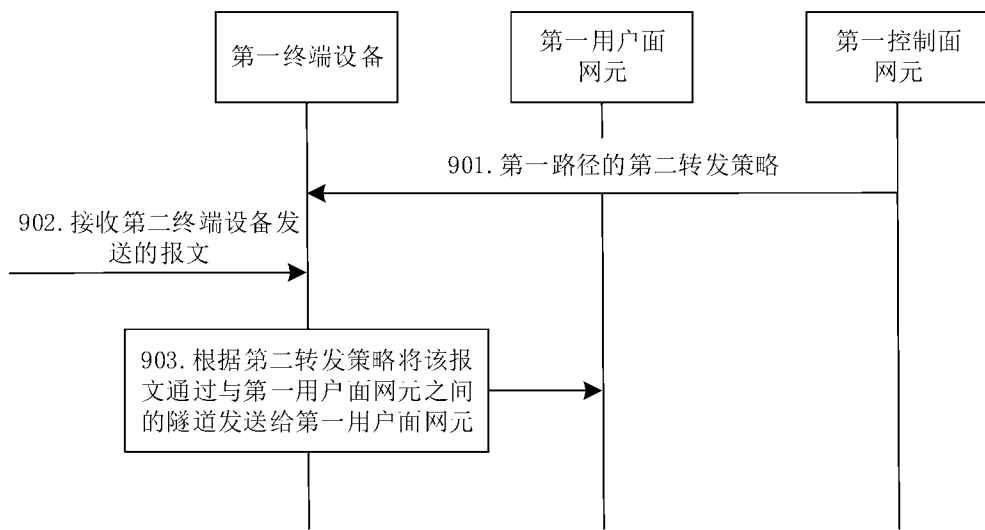 第一终端设备
第一用户面
网元
第一控制面
网元
901.第一路径的第二转发策略
902.接收第二终端设备发
送的报文
903.根据第二转发策略将该报
文通过与第一用户面网元之间
的隧道发送给第一用户面网元